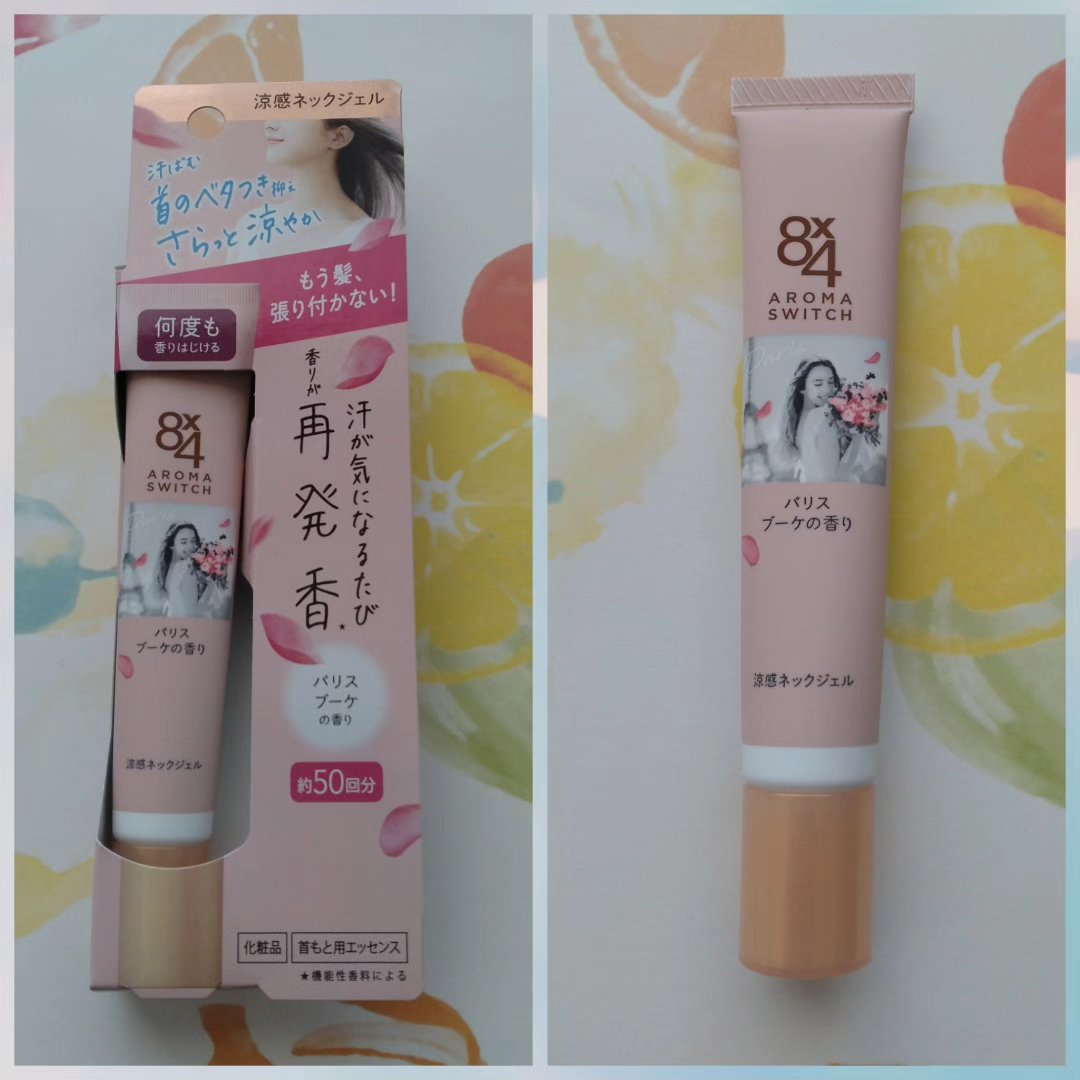 涼感ネックジェル
汗ばむ
首のベタつき抑え
さらっと涼やか
もう髪、
張り付かない!
何度も
香りはじける
汗が気になるたび
香りが
再発香★
8x4
AROMA
SWITCH
Paris
パリス
ブーケの香り
涼感ネックジェル
パリス
ブーケ
の香り
約50回分
化粧品
首もと用エッセンス
★機能性香料による
8x4
AROMA
SWITCH
Paris
パリス
ブーケの香り
涼感ネックジェル